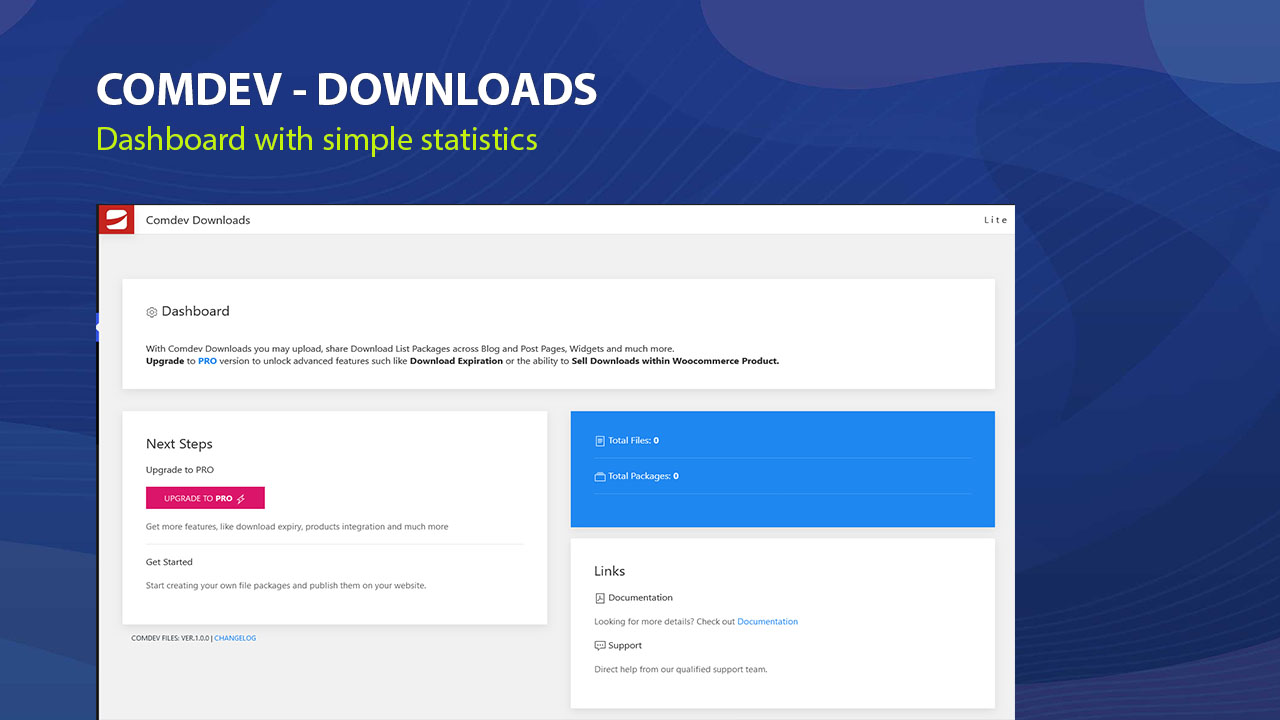 COMDEV - DOWNLOADS
Dashboard with simple statistics
Comdev Downloads
Lite
Dashboard
With Comdev Downloads you may upload, share Download List Packages across Blog and Post Pages, Widgets and much more.
Upgrade to PRO version to unlock advanced features such like Download Expiration or the ability to Sell Downloads within Woocommerce Product.
Next Steps
Upgrade to PRO
UPGRADE TO PRO
Get more features, like download expiry, products integration and much more
Get Started
Start creating your own file packages and publish them on your website.
COMDEV FILES: VER.1.0.0 | CHANGELOG
Total Files: 0
Total Packages: 0
Links
Documentation
Looking for more details? Check out Documentation
Support
Direct help from our qualified support team.